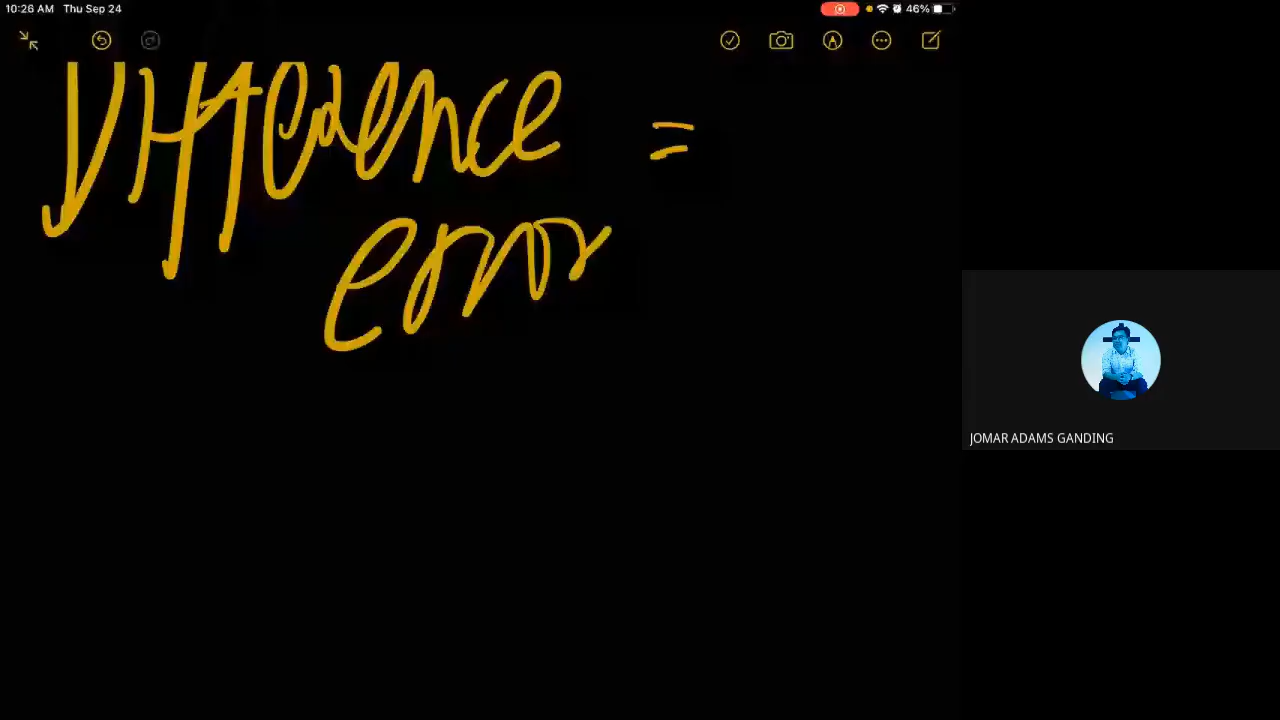 10:26 AM Thu Sep 24 46%
Difference =
error
JOMAR ADAMS GANDING